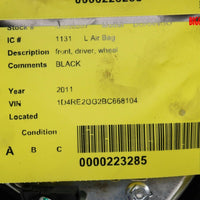 Stock #
IC # 1131 L Air Bag
Description front, driver, wheel
Comments BLACK
Year 2011
VIN 1D4RE2GG2BC668104
Located
Condition
A B C
0000223285